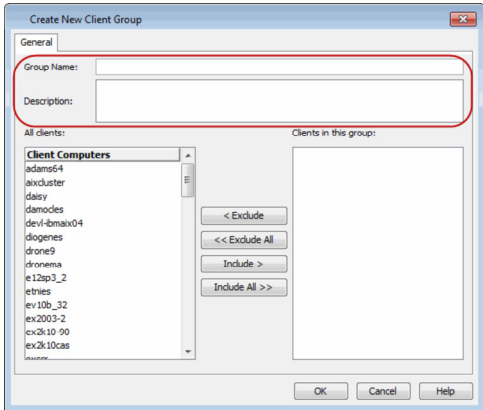 Create New Client Group
General
Group Name:
Description:
All clients:
Clients in this group:
Client Computers
adams64
aixcluster
daisy
damocles
devl-ibmaix04
diogenes
drone9
dronema
e12sp3_2
etnies
ev10b_32
ex2003-2
ex2k10-90
ex2k10cas
< Exclude
<< Exclude All
Include >
Include All >>
OK
Cancel
Help